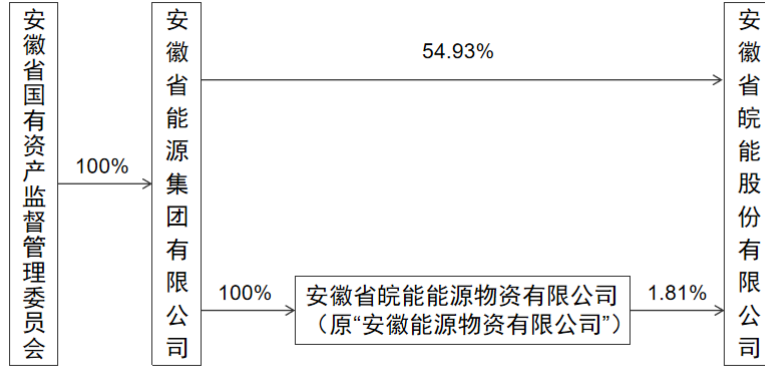 安徽省国有资产监督管理委员会
100%
安徽省能源集团有限公司
54.93%
100%
安徽省皖能能源物资有限公司
（原“安徽能源物资有限公司”）
1.81%
安徽省皖能股份有限公司